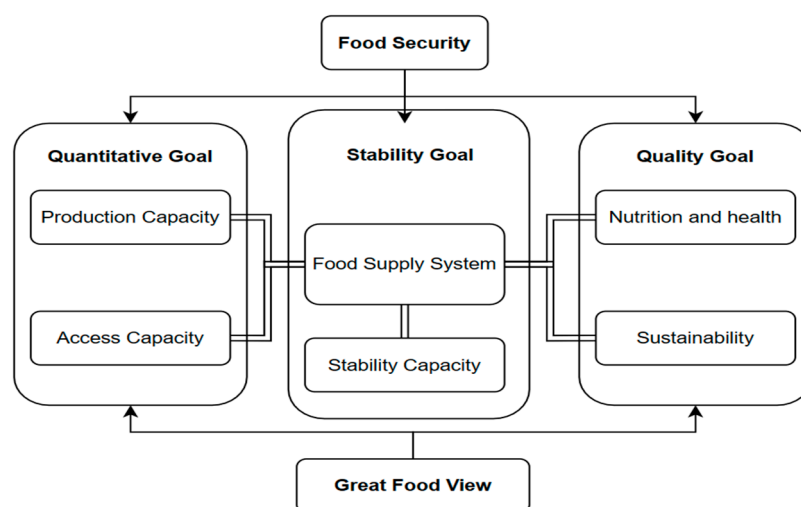 Food Security
Quantitative Goal
Stability Goal
Quality Goal
Production Capacity
Nutrition and health
Food Supply System
Access Capacity
Sustainability
Stability Capacity
Great Food View